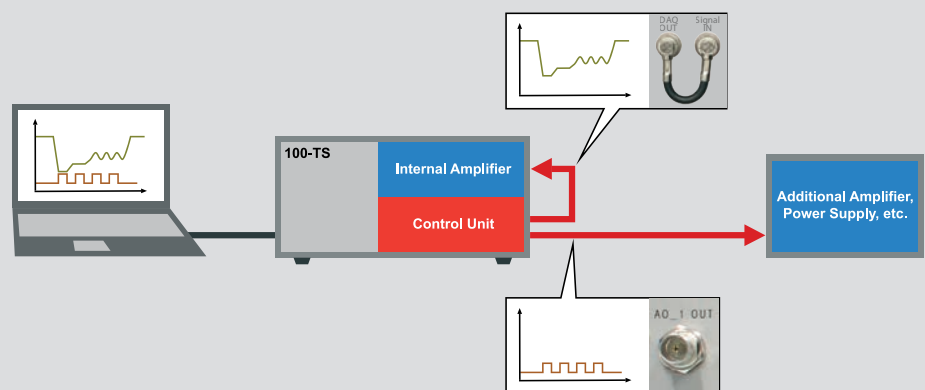 DAQ Signal
OUT IN
100-TS
Internal Amplifier
Control Unit
Additional Amplifier,
Power Supply, etc.
AO_1 OUT